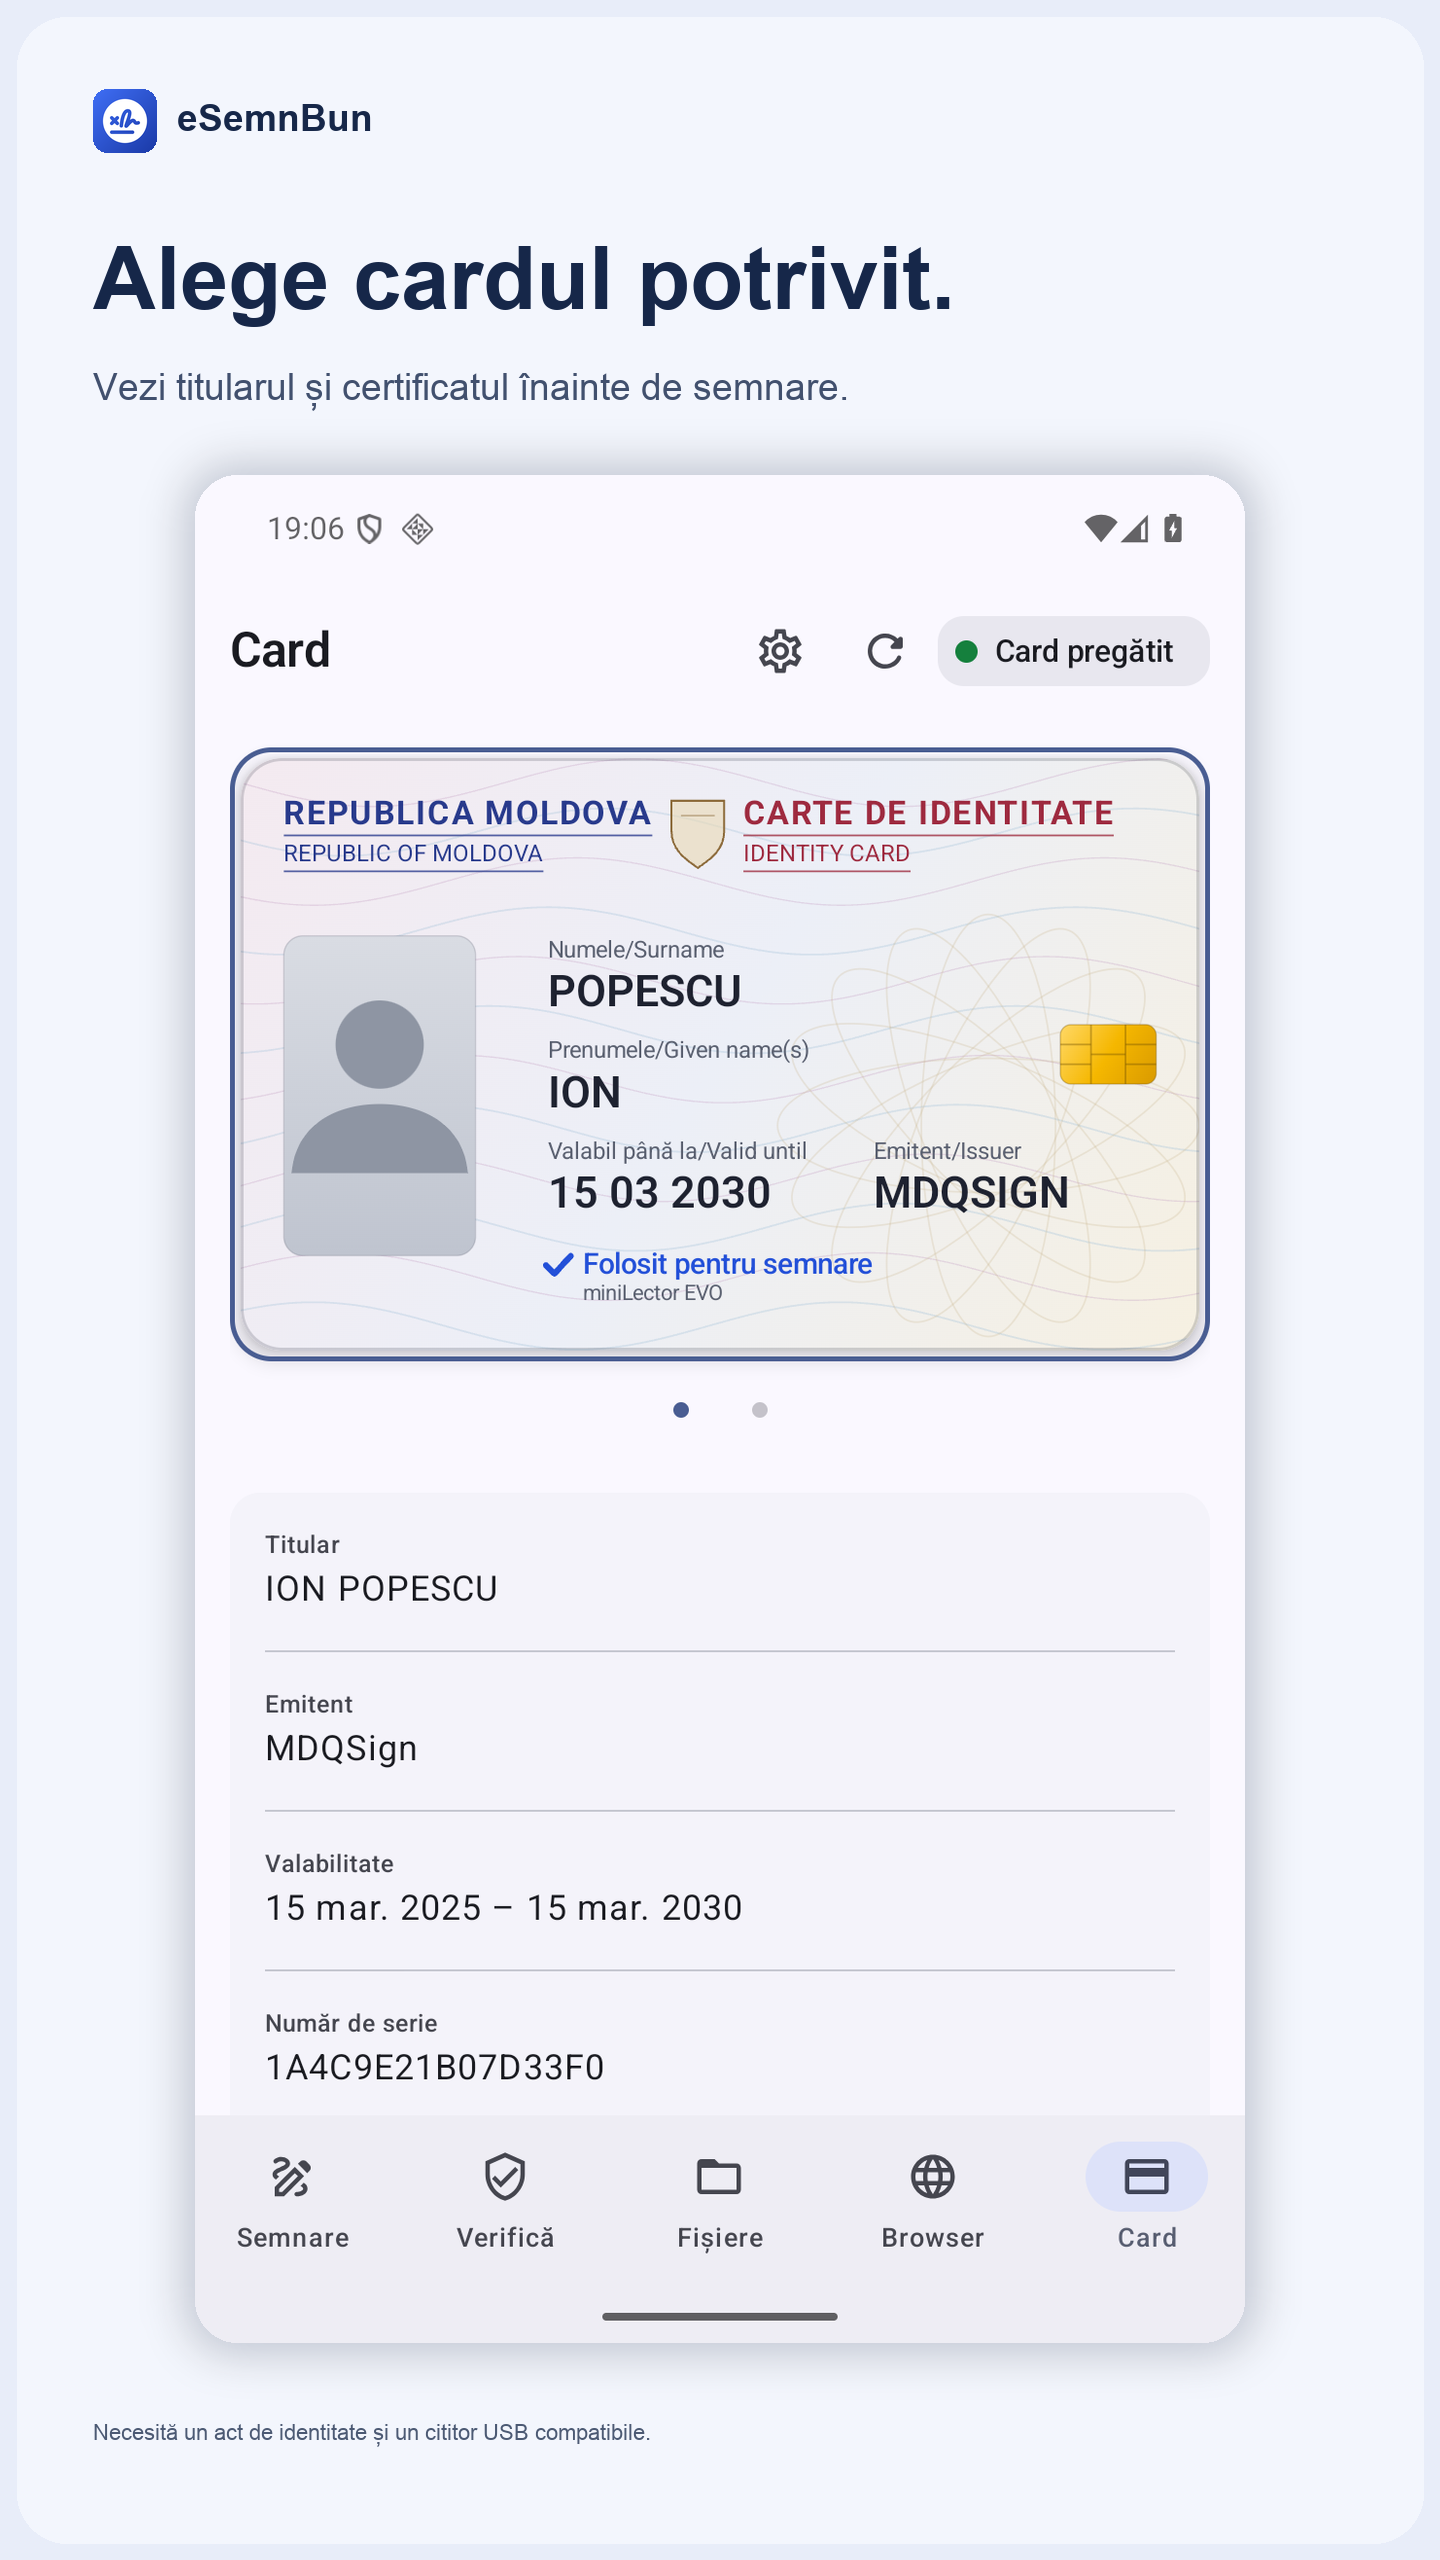 eSemnBun
Alege cardul potrivit.
Vezi titularul și certificatul înainte de semnare.
19:06
Card
Card pregătit
REPUBLICA MOLDOVA
REPUBLIC OF MOLDOVA
CARTE DE IDENTITATE
IDENTITY CARD
Numele/Surname
POPESCU
Prenumele/Given name(s)
ION
Valabil până la/Valid until
15 03 2030
Emitent/Issuer
MDQSIGN
Folosit pentru semnare
miniLector EVO
Titular
ION POPESCU
Emitent
MDQSign
Valabilitate
15 mar. 2025 – 15 mar. 2030
Număr de serie
1A4C9E21B07D33F0
Semnare
Verifică
Fișiere
Browser
Card
Necesită un act de identitate și un cititor USB compatibile.